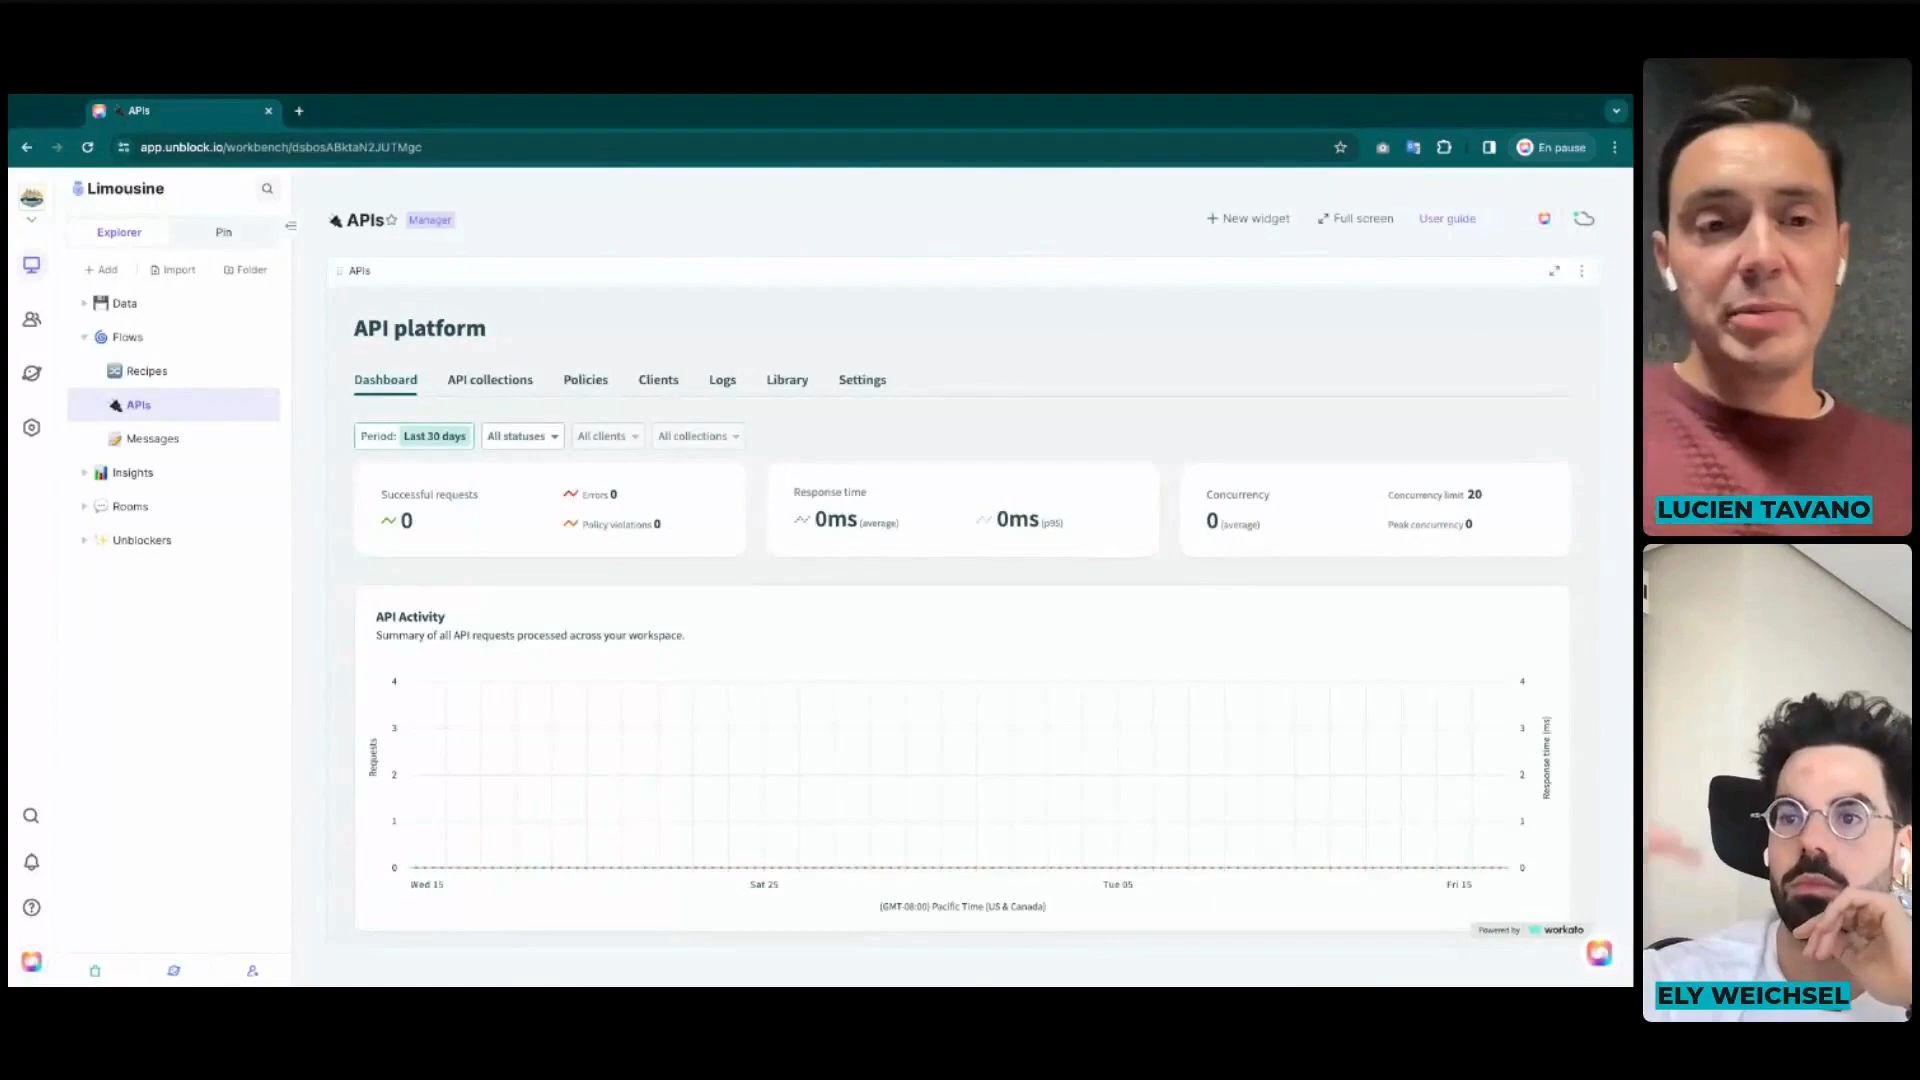 APIs
app.unblock.io/workbench/dsbosABktaN2JUTMgc
En pause
Limousine
Explorer
Pin
Add
Import
Folder
Data
Flows
Recipes
APIs
Messages
Insights
Rooms
Unblockers
APIs
Manager
New widget
Full screen
User guide
APIs
API platform
Dashboard
API collections
Policies
Clients
Logs
Library
Settings
Period: Last 30 days
All statuses
All clients
All collections
Successful requests
0
Errors 0
Policy violations 0
Response time
0ms (average)
0ms (p95)
Concurrency
0 (average)
Concurrency limit 20
Peak concurrency 0
API Activity
Summary of all API requests processed across your workspace.
Requests
4
3
2
1
0
4
3
2
1
0
Response time (ms)
Wed 15
Sat 25
Tue 05
Fri 15
(GMT-08:00) Pacific Time (US & Canada)
Powered by workato
LUCIEN TAVANO
ELY WEICHSEL